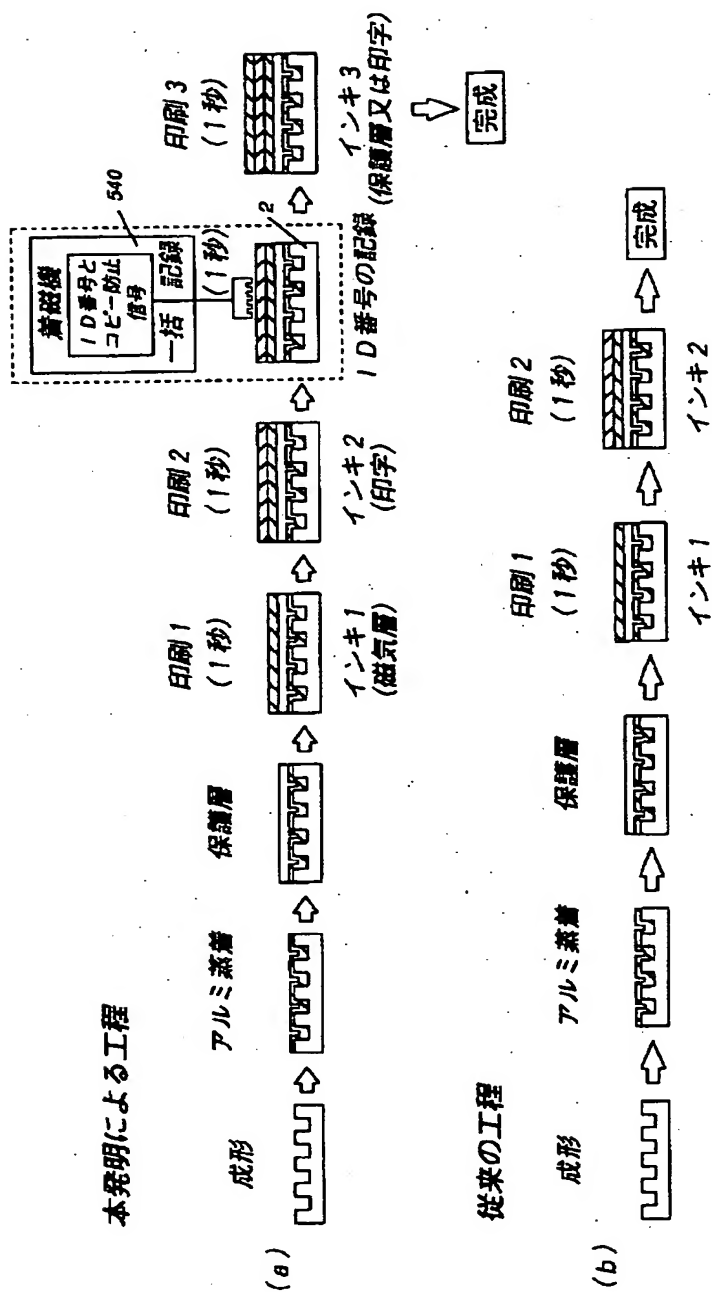 本発明による工程
(a)
成形
アルミ蒸着
保護層
印刷1
(1秒)
インキ1
(磁気層)
印刷2
(1秒)
インキ2
(印字)
着磁機
ID番号と
コピー防止
信号
一括 記録
(1秒)
540
2
ID番号の記録
印刷3
(1秒)
インキ3
(保護層又は印字)
完成
従来の工程
(b)
成形
アルミ蒸着
保護層
印刷1
(1秒)
インキ1
印刷2
(1秒)
インキ2
完成